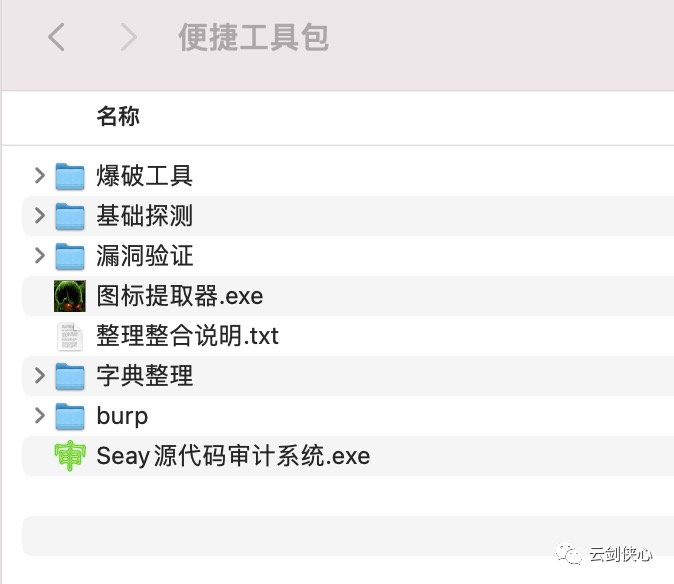 便捷工具包
名称
爆破工具
基础探测
漏洞验证
图标提取器.exe
整理整合说明.txt
字典整理
burp
Seay源代码审计系统.exe
云剑侠心